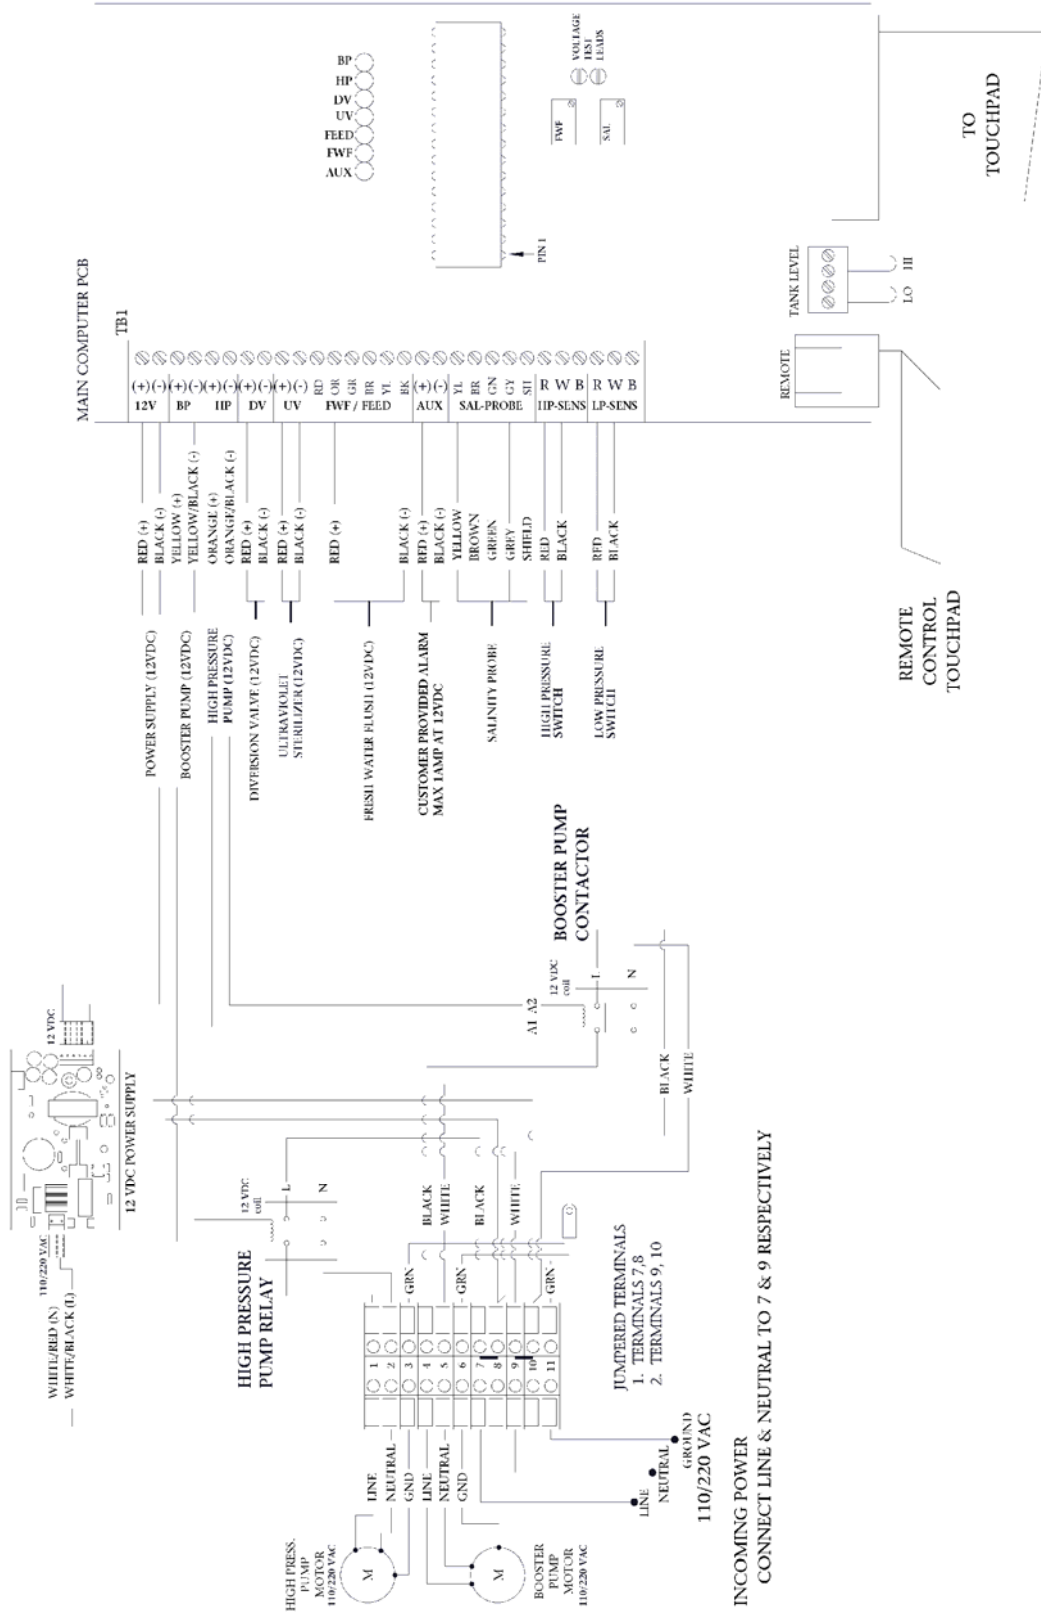 MAIN COMPUTER PCB
TB1
(+) (-) (+) (-) (+) (-) (+) (-) (+) (-) RD OR GR BR YL BK (+) (-) YL BR GN GY SH R W B R W B
12V BP HP DV UV FWF / FEED AUX SAL-PROBE HP-SENS LP-SENS
BP
HP
DV
UV
FEED
FWF
AUX
PIN 1
FWF
SAL
VOLTAGE
TEST
LEADS
TANK LEVEL
LO
HI
REMOTE
TO
TOUCHPAD
REMOTE
CONTROL
TOUCHPAD
RED (+)
BLACK (-)
YELLOW (+)
YELLOW/BLACK (-)
ORANGE (+)
ORANGE/BLACK (-)
RED (+)
BLACK (-)
RED (+)
BLACK (-)
RED (+)
BLACK (-)
RED (+)
BLACK (-)
YELLOW
BROWN
GREEN
GREY
SHIELD
RED
BLACK
RED
BLACK
POWER SUPPLY (12VDC)
BOOSTER PUMP (12VDC)
HIGH PRESSURE
PUMP (12VDC)
DIVERSION VALVE (12VDC)
ULTRAVIOLET
STERILIZER (12VDC)
FRESH WATER FLUSH (12VDC)
CUSTOMER PROVIDED ALARM
MAX 1AMP AT 12VDC
SALINITY PROBE
HIGH PRESSURE
SWITCH
LOW PRESSURE
SWITCH
12 VDC
12 VDC POWER SUPPLY
110/220 VAC
WHITE/RED (N)
WHITE/BLACK (L)
BOOSTER PUMP
CONTACTOR
12 VDC
coil
A1 A2
L
N
BLACK
WHITE
HIGH PRESSURE
PUMP RELAY
12 VDC
coil
L
N
BLACK
WHITE
BLACK
WHITE
GRN
GRN
GRN
1
2
3
4
5
6
7
8
9
10
11
JUMPERED TERMINALS
1. TERMINALS 7,8
2. TERMINALS 9, 10
LINE
NEUTRAL
GND
LINE
NEUTRAL
GND
HIGH PRESS.
PUMP
MOTOR
110/220 VAC
M
BOOSTER
PUMP
MOTOR
110/220 VAC
M
LINE
NEUTRAL
GROUND
110/220 VAC
INCOMING POWER
CONNECT LINE & NEUTRAL TO 7 & 9 RESPECTIVELY